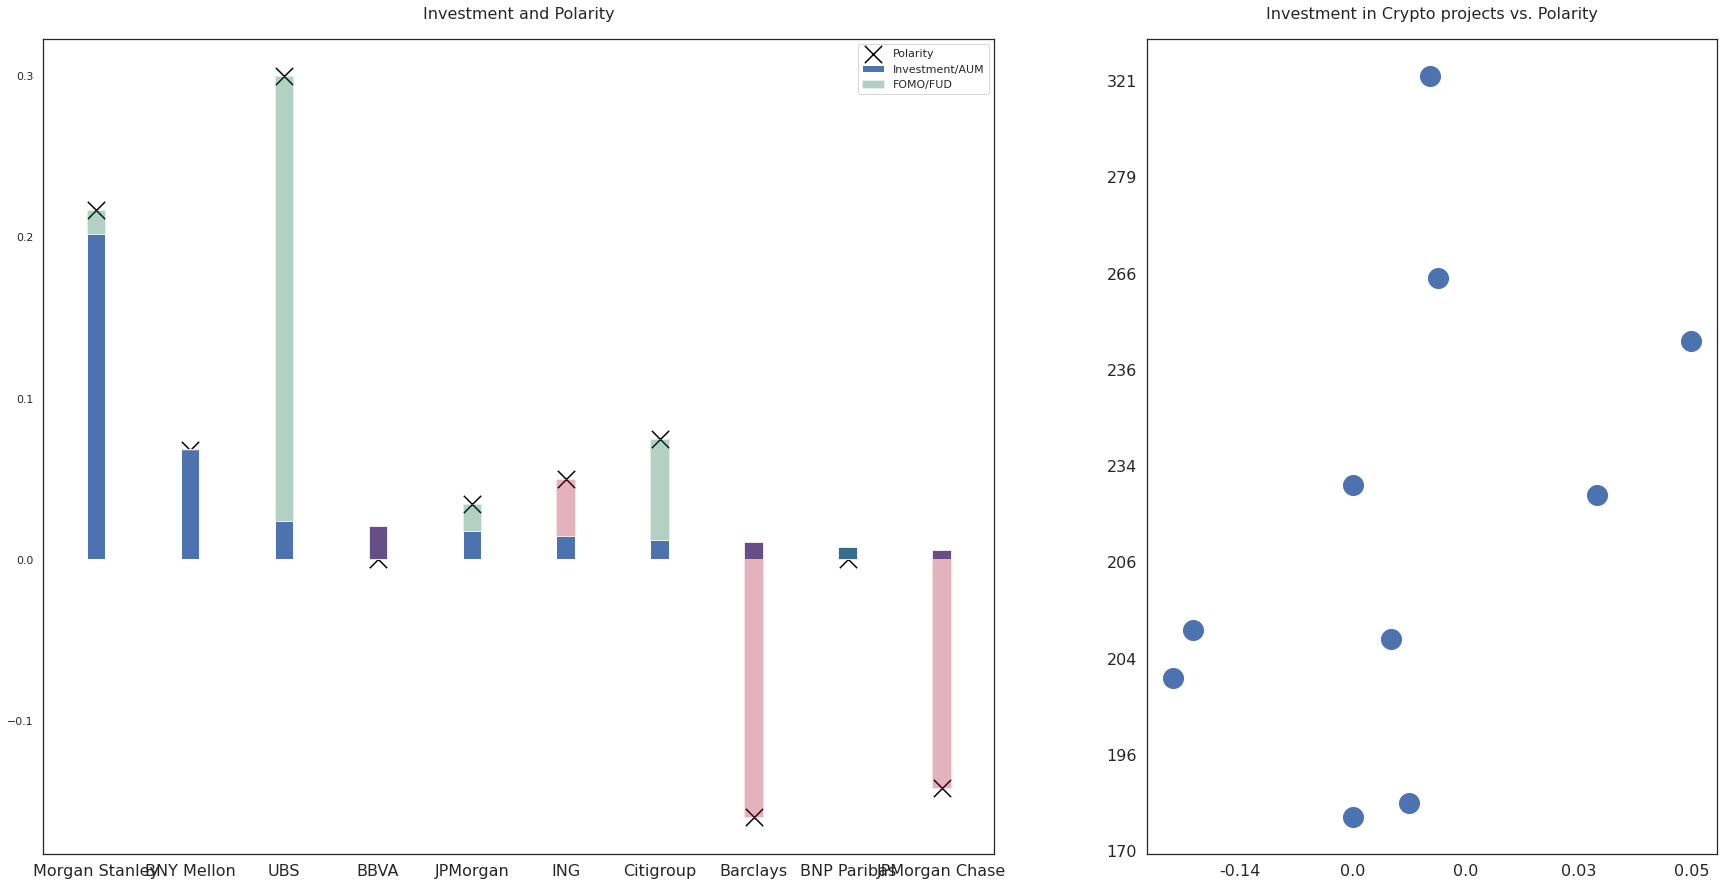 Investment and Polarity
Polarity
Investment/AUM
FOMO/FUD
0.3
0.2
0.1
0.0
−0.1
Morgan Stanley
BNY Mellon
UBS
BBVA
JPMorgan
ING
Citigroup
Barclays
BNP Paribas
JPMorgan Chase
Investment in Crypto projects vs. Polarity
321
279
266
236
234
206
204
196
170
-0.14
0.0
0.0
0.03
0.05